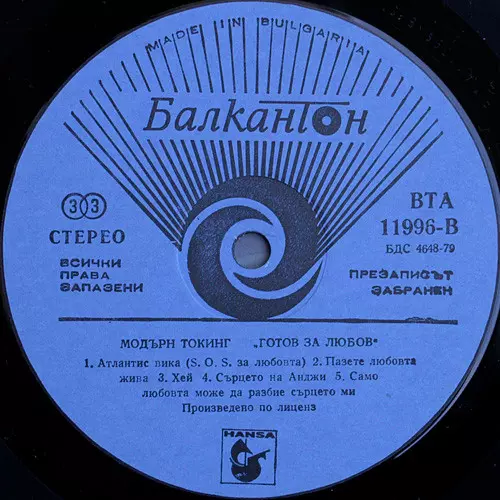 MADE IN BULGARIA
Балкантон
33
СТЕРЕО
ВСИЧКИ
ПРАВА
ЗАПАЗЕНИ
ВТА
11996-В
БДС 4648-79
ПРЕЗАПИСЪТ
ЗАБРАНЕН
МОДЪРН ТОКИНГ „ГОТОВ ЗА ЛЮБОВ"
1. Атлантис вика (S. O. S. за любовта) 2. Пазете любовта
жива 3. Хей 4. Сърцето на Анджи 5. Само
любовта може да разбие сърцето ми
Произведено по лиценз
HANSA